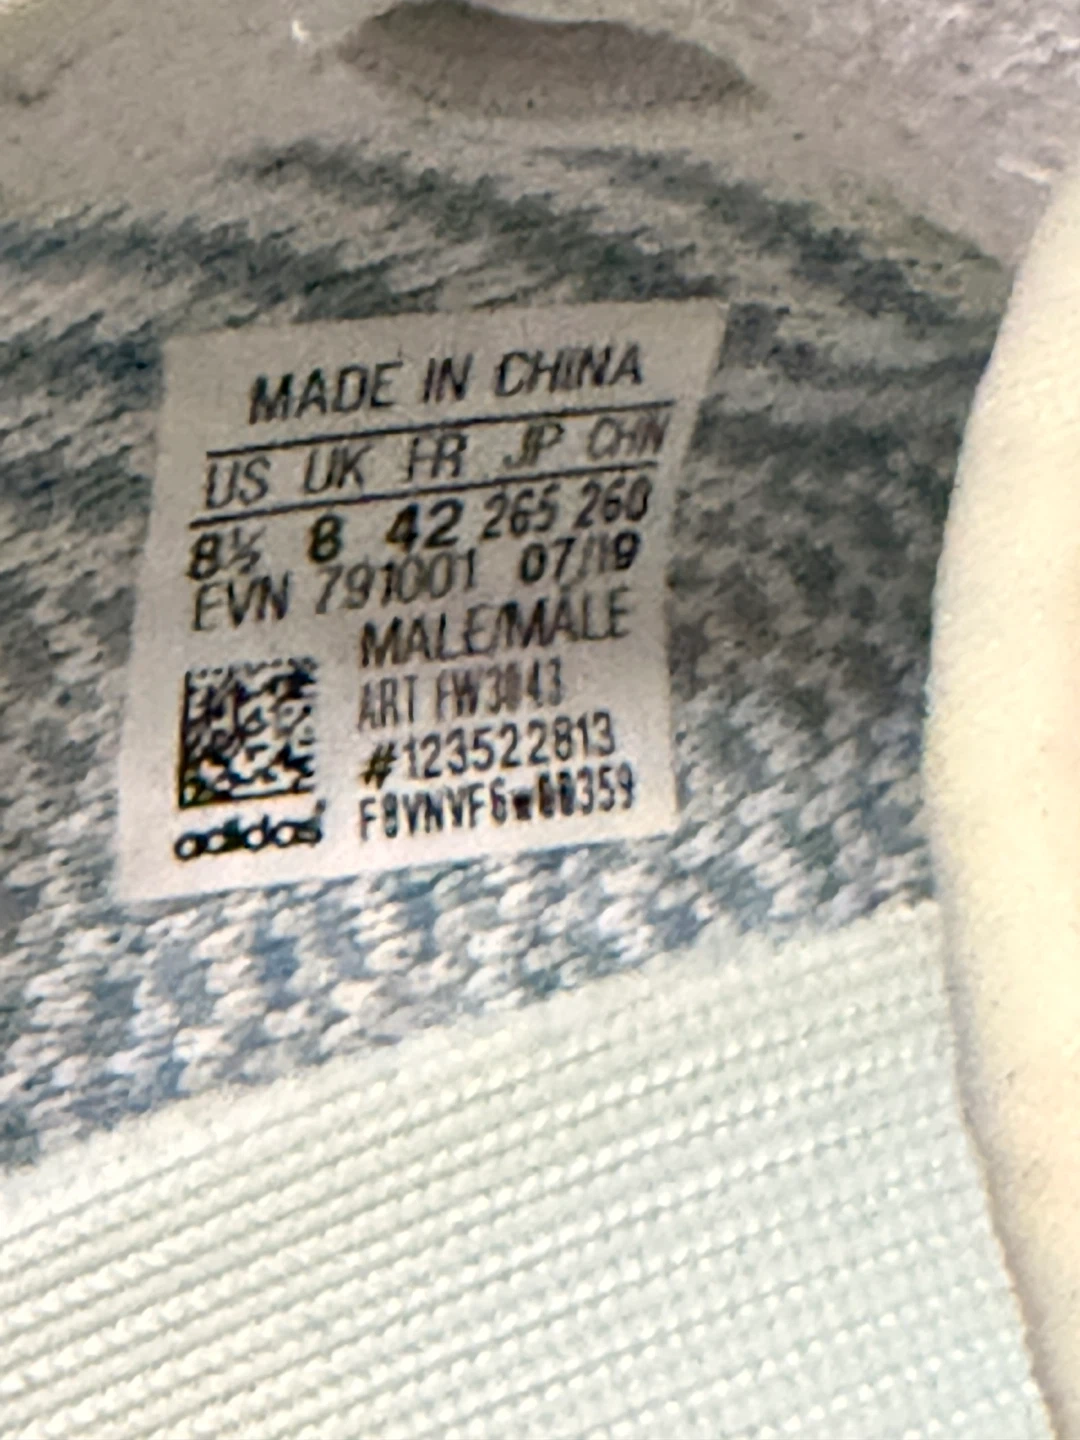 MADE IN CHINA
US UK FR JP CHN
8½ 8 42 265 260
EVN 791001 07/19
MALE/MALE
ART FW3043
#123522813
adidas